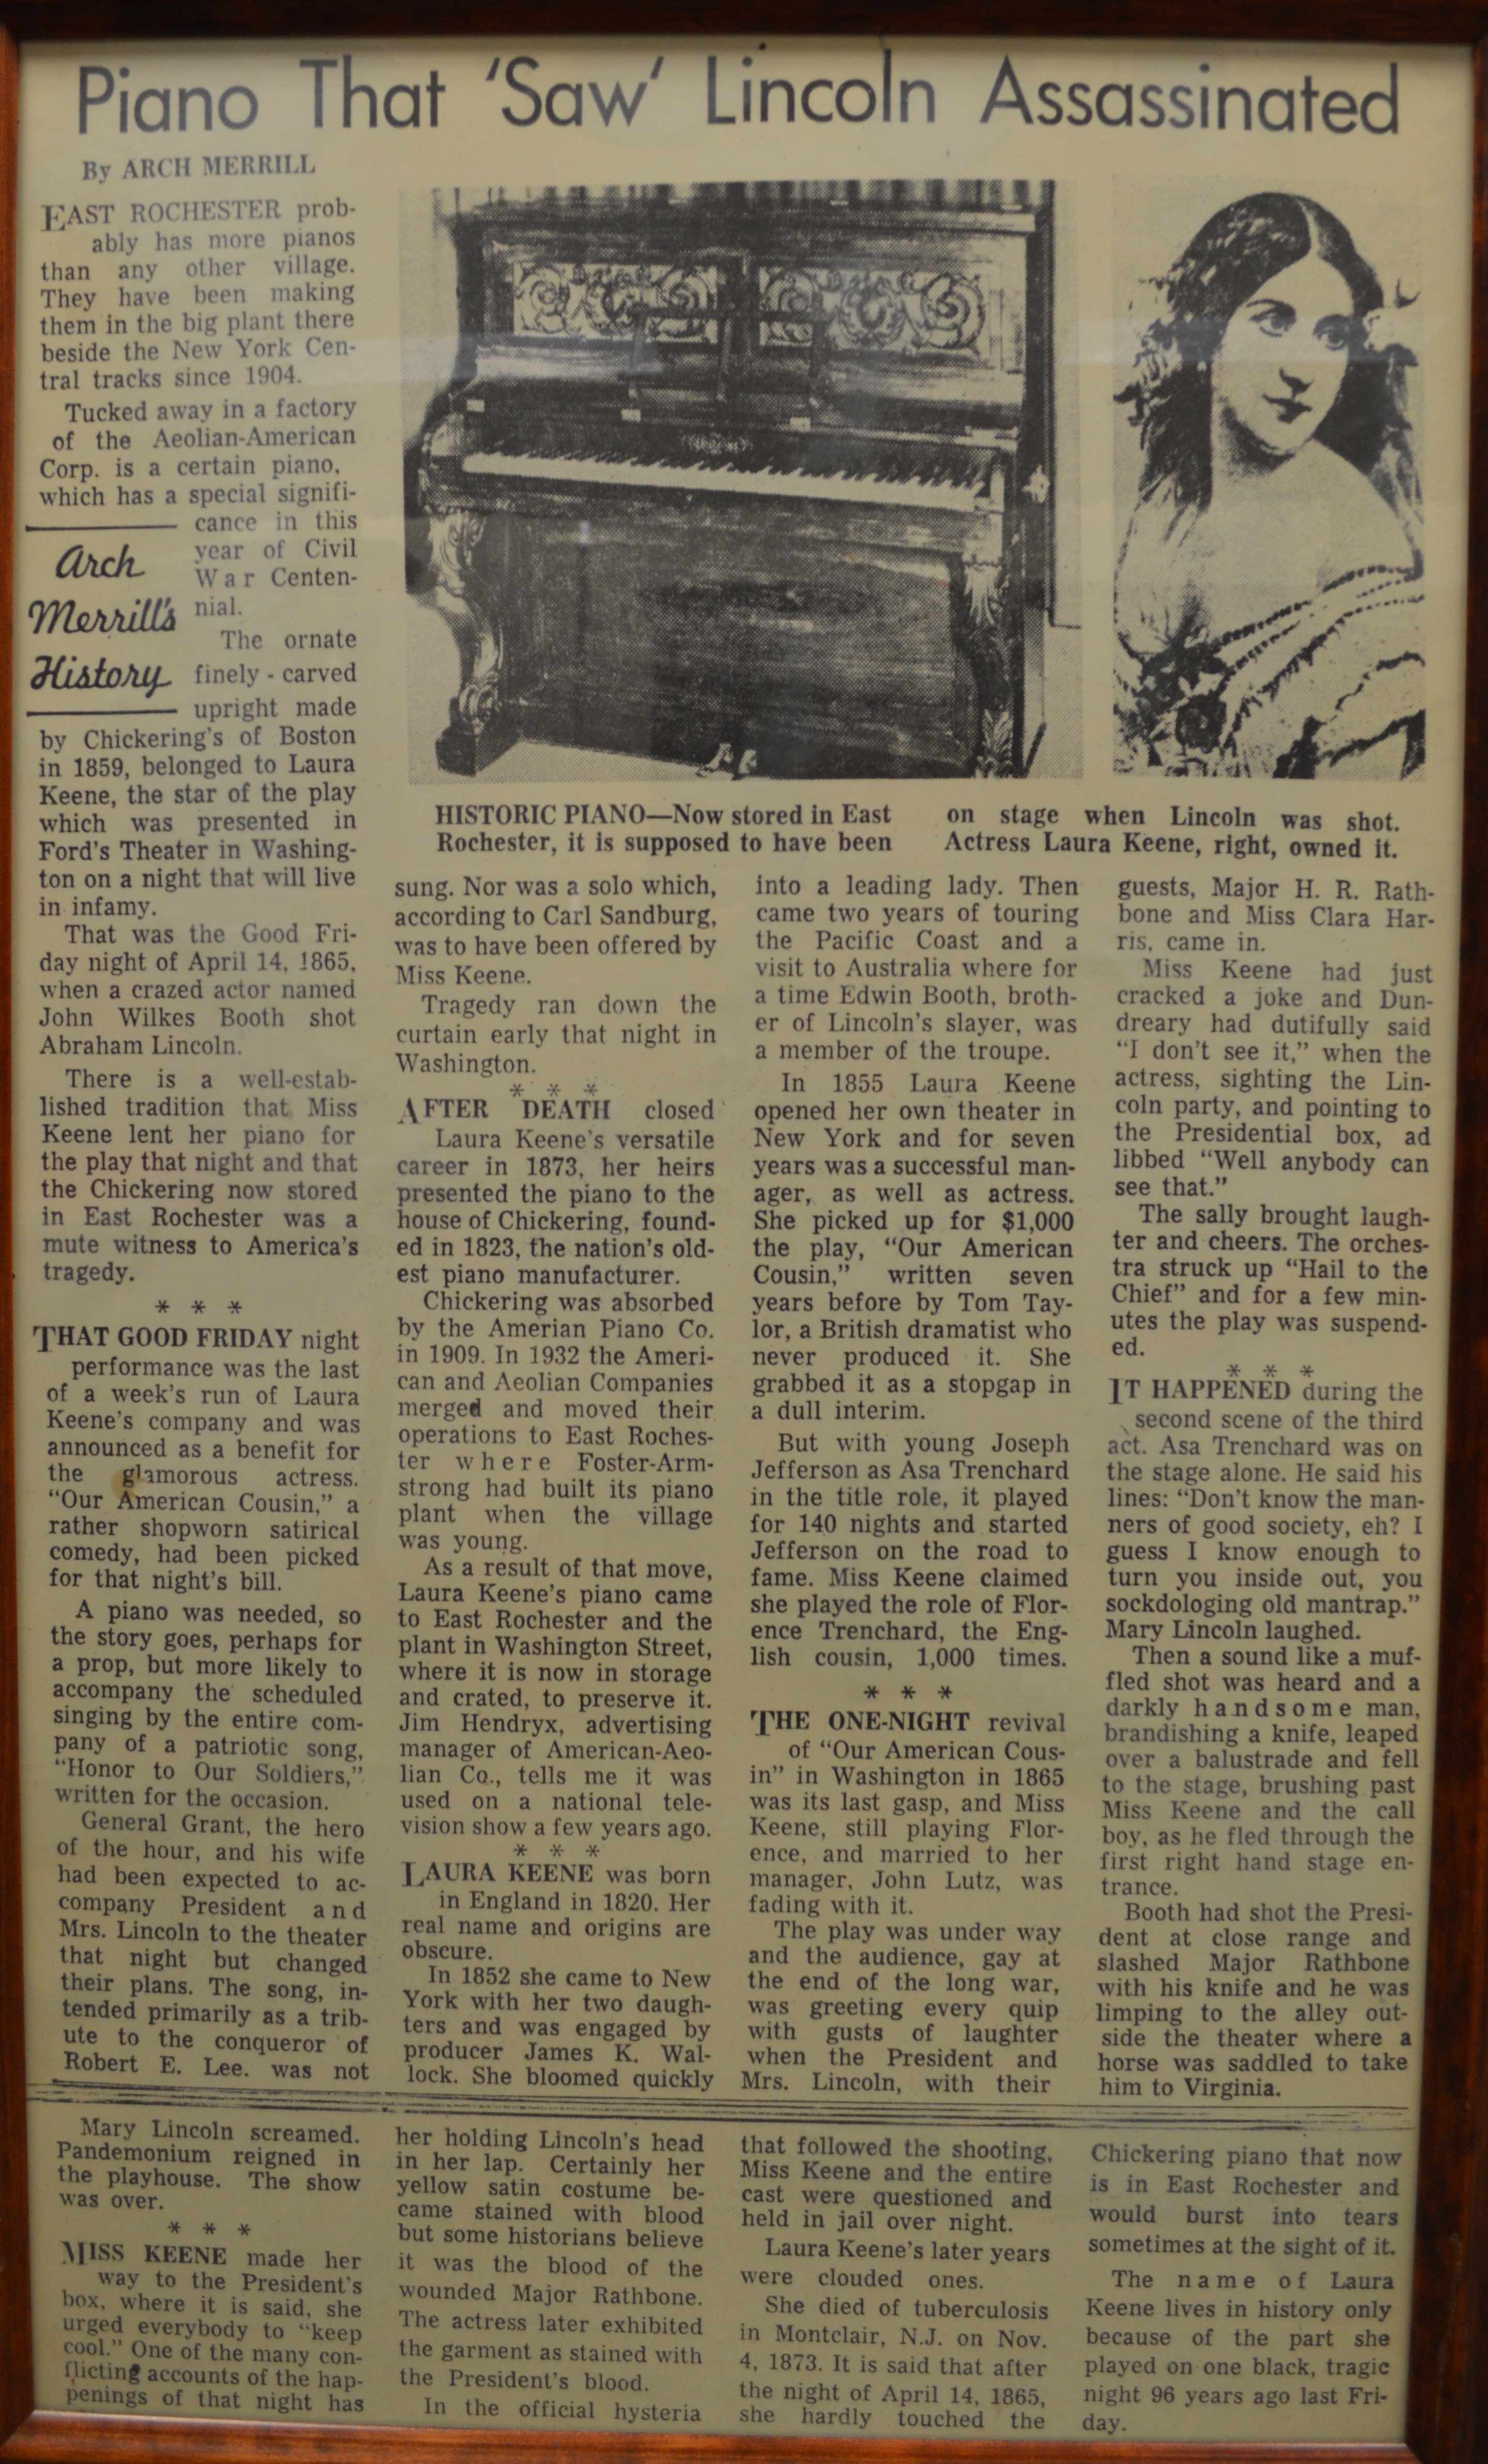 Piano That 'Saw' Lincoln Assassinated
By ARCH MERRILL
EAST ROCHESTER prob-
ably has more pianos
than any other village.
They have been making
them in the big plant there
beside the New York Cen-
tral tracks since 1904.
Tucked away in a factory
of the Aeolian-American
Corp. is a certain piano,
which has a special signifi-
cance in this
year of Civil
War Centen-
nial.
Arch
Merrill's
History
The ornate
finely - carved
upright made
by Chickering's of Boston
in 1859, belonged to Laura
Keene, the star of the play
which was presented in
Ford's Theater in Washing-
ton on a night that will live
in infamy.
That was the Good Fri-
day night of April 14, 1865,
when a crazed actor named
John Wilkes Booth shot
Abraham Lincoln.
There is a well-estab-
lished tradition that Miss
Keene lent her piano for
the play that night and that
the Chickering now stored
in East Rochester was a
mute witness to America's
tragedy.
* * *
THAT GOOD FRIDAY night
performance was the last
of a week's run of Laura
Keene's company and was
announced as a benefit for
the glamorous actress.
"Our American Cousin," a
rather shopworn satirical
comedy, had been picked
for that night's bill.
A piano was needed, so
the story goes, perhaps for
a prop, but more likely to
accompany the scheduled
singing by the entire com-
pany of a patriotic song,
"Honor to Our Soldiers,"
written for the occasion.
General Grant, the hero
of the hour, and his wife
had been expected to ac-
company President and
Mrs. Lincoln to the theater
that night but changed
their plans. The song, in-
tended primarily as a trib-
ute to the conqueror of
Robert E. Lee. was not
HISTORIC PIANO—Now stored in East
Rochester, it is supposed to have been
on stage when Lincoln was shot.
Actress Laura Keene, right, owned it.
sung. Nor was a solo which,
according to Carl Sandburg,
was to have been offered by
Miss Keene.
Tragedy ran down the
curtain early that night in
Washington.
* * *
AFTER DEATH closed
Laura Keene's versatile
career in 1873, her heirs
presented the piano to the
house of Chickering, found-
ed in 1823, the nation's old-
est piano manufacturer.
Chickering was absorbed
by the Amerian Piano Co.
in 1909. In 1932 the Ameri-
can and Aeolian Companies
merged and moved their
operations to East Roches-
ter where Foster-Arm-
strong had built its piano
plant when the village
was young.
As a result of that move,
Laura Keene's piano came
to East Rochester and the
plant in Washington Street,
where it is now in storage
and crated, to preserve it.
Jim Hendryx, advertising
manager of American-Aeo-
lian Co., tells me it was
used on a national tele-
vision show a few years ago.
* * *
LAURA KEENE was born
in England in 1820. Her
real name and origins are
obscure.
In 1852 she came to New
York with her two daugh-
ters and was engaged by
producer James K. Wal-
lock. She bloomed quickly
into a leading lady. Then
came two years of touring
the Pacific Coast and a
visit to Australia where for
a time Edwin Booth, broth-
er of Lincoln's slayer, was
a member of the troupe.
In 1855 Laura Keene
opened her own theater in
New York and for seven
years was a successful man-
ager, as well as actress.
She picked up for $1,000
the play, "Our American
Cousin," written seven
years before by Tom Tay-
lor, a British dramatist who
never produced it. She
grabbed it as a stopgap in
a dull interim.
But with young Joseph
Jefferson as Asa Trenchard
in the title role, it played
for 140 nights and started
Jefferson on the road to
fame. Miss Keene claimed
she played the role of Flor-
ence Trenchard, the Eng-
lish cousin, 1,000 times.
* * *
THE ONE-NIGHT revival
of "Our American Cous-
in" in Washington in 1865
was its last gasp, and Miss
Keene, still playing Flor-
ence, and married to her
manager, John Lutz, was
fading with it.
The play was under way
and the audience, gay at
the end of the long war,
was greeting every quip
with gusts of laughter
when the President and
Mrs. Lincoln, with their
guests, Major H. R. Rath-
bone and Miss Clara Har-
ris, came in.
Miss Keene had just
cracked a joke and Dun-
dreary had dutifully said
"I don't see it," when the
actress, sighting the Lin-
coln party, and pointing to
the Presidential box, ad
libbed "Well anybody can
see that."
The sally brought laugh-
ter and cheers. The orches-
tra struck up "Hail to the
Chief" and for a few min-
utes the play was suspend-
ed.
* * *
IT HAPPENED during the
second scene of the third
act. Asa Trenchard was on
the stage alone. He said his
lines: "Don't know the man-
ners of good society, eh? I
guess I know enough to
turn you inside out, you
sockdologing old mantrap."
Mary Lincoln laughed.
Then a sound like a muf-
fled shot was heard and a
darkly handsome man,
brandishing a knife, leaped
over a balustrade and fell
to the stage, brushing past
Miss Keene and the call
boy, as he fled through the
first right hand stage en-
trance.
Booth had shot the Presi-
dent at close range and
slashed Major Rathbone
with his knife and he was
limping to the alley out-
side the theater where a
horse was saddled to take
him to Virginia.
Mary Lincoln screamed.
Pandemonium reigned in
the playhouse. The show
was over.
* * *
MISS KEENE made her
way to the President's
box, where it is said, she
urged everybody to "keep
cool." One of the many con-
flicting accounts of the hap-
penings of that night has
her holding Lincoln's head
in her lap. Certainly her
yellow satin costume be-
came stained with blood
but some historians believe
it was the blood of the
wounded Major Rathbone.
The actress later exhibited
the garment as stained with
the President's blood.
In the official hysteria
that followed the shooting,
Miss Keene and the entire
cast were questioned and
held in jail over night.
Laura Keene's later years
were clouded ones.
She died of tuberculosis
in Montclair, N.J. on Nov.
4, 1873. It is said that after
the night of April 14, 1865,
she hardly touched the
Chickering piano that now
is in East Rochester and
would burst into tears
sometimes at the sight of it.
The name of Laura
Keene lives in history only
because of the part she
played on one black, tragic
night 96 years ago last Fri-
day.